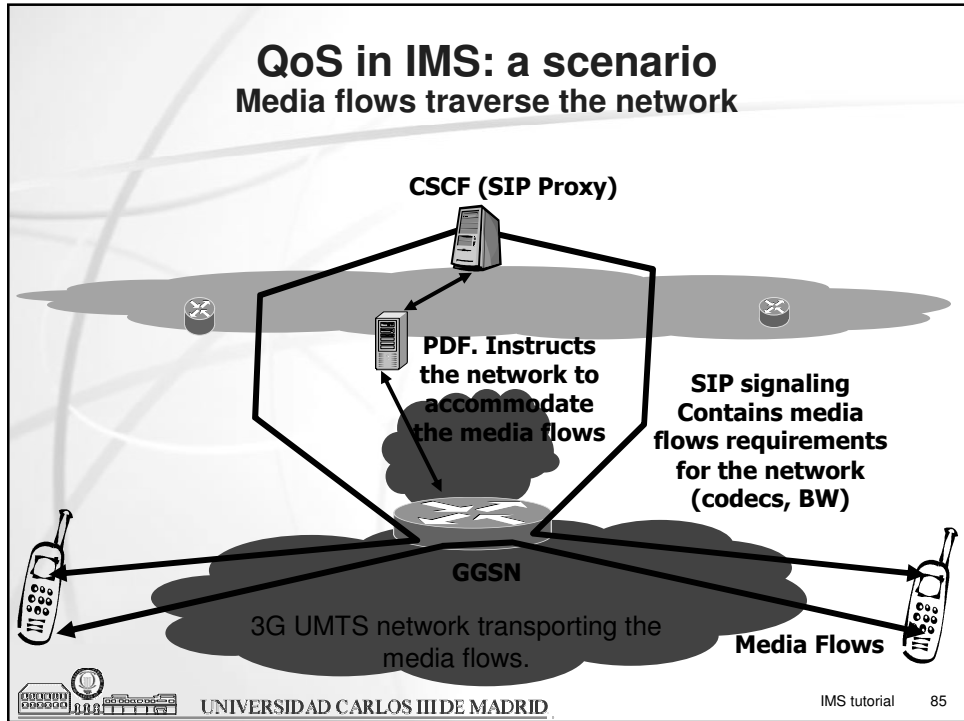 QoS in IMS: a scenario
Media flows traverse the network
CSCF (SIP Proxy)
PDF. Instructs
the network to
accommodate
the media flows
SIP signaling
Contains media
flows requirements
for the network
(codecs, BW)
GGSN
3G UMTS network transporting the
media flows.
Media Flows
UNIVERSIDAD CARLOS III DE MADRID
IMS tutorial 85